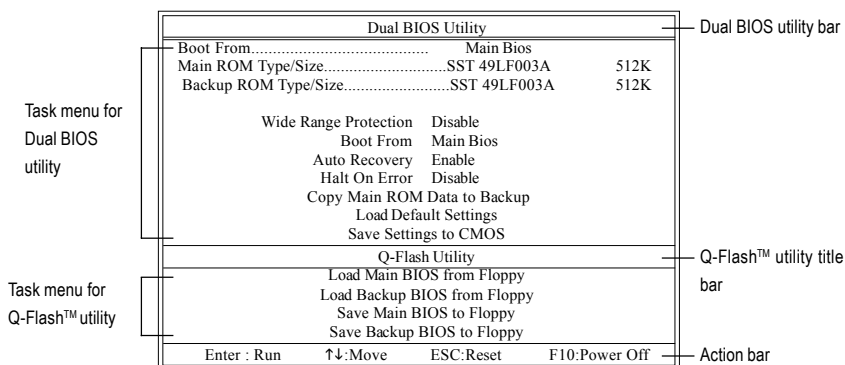 Dual BIOS Utility
Dual BIOS utility bar
Boot From...................................... Main Bios
Main ROM Type/Size..........................SST 49LF003A 512K
Backup ROM Type/Size.......................SST 49LF003A 512K
Task menu for
Dual BIOS
utility
Wide Range Protection Disable
Boot From Main Bios
Auto Recovery Enable
Halt On Error Disable
Copy Main ROM Data to Backup
Load Default Settings
Save Settings to CMOS
Q-Flash Utility
Q-Flash™ utility title
bar
Task menu for
Q-Flash™ utility
Load Main BIOS from Floppy
Load Backup BIOS from Floppy
Save Main BIOS to Floppy
Save Backup BIOS to Floppy
Enter : Run ↑↓:Move ESC:Reset F10:Power Off
Action bar